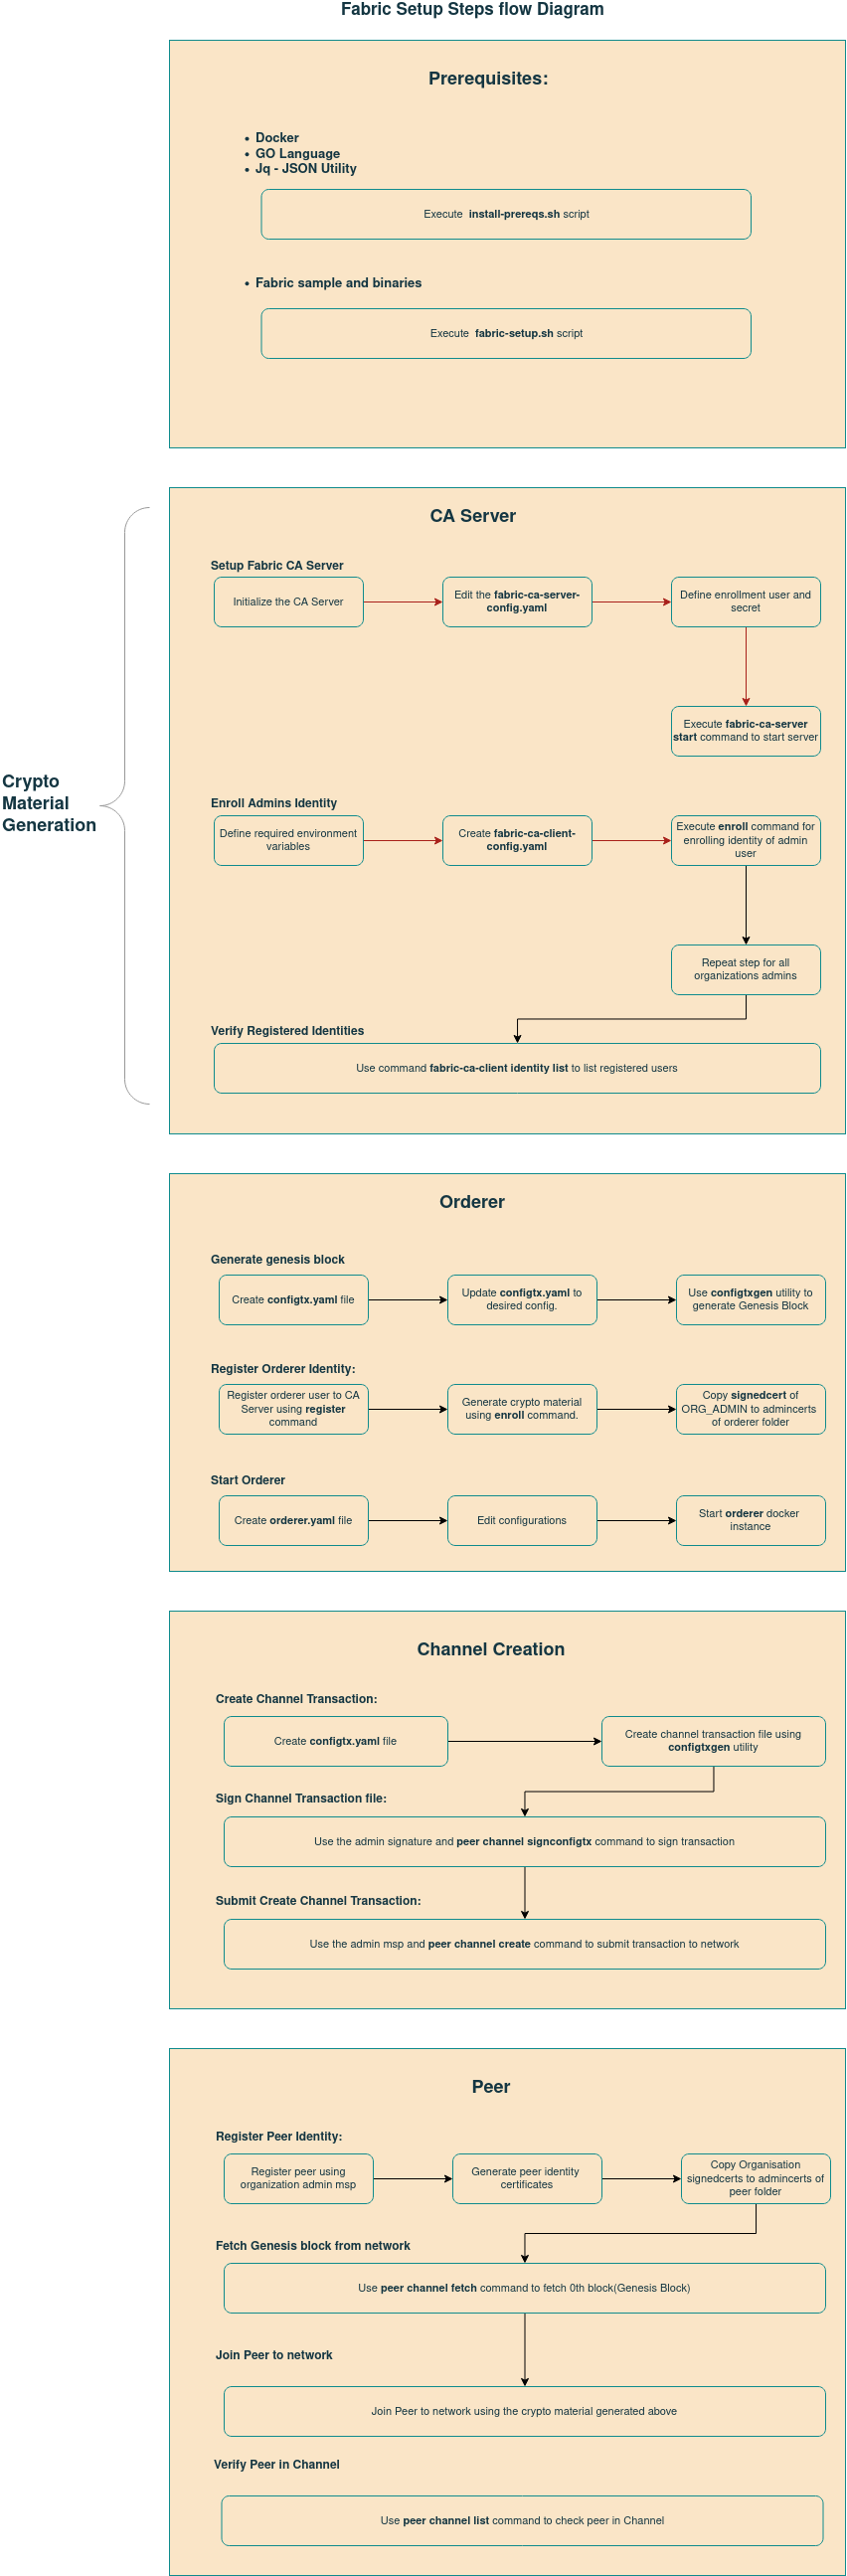 Fabric Setup Steps flow Diagram
Prerequisites:
• Docker
• GO Language
• Jq - JSON Utility
Execute install-prereqs.sh script
• Fabric sample and binaries
Execute fabric-setup.sh script
Crypto
Material
Generation
CA Server
Setup Fabric CA Server
Initialize the CA Server
Edit the fabric-ca-server-
config.yaml
Define enrollment user and
secret
Execute fabric-ca-server
start command to start server
Enroll Admins Identity
Define required environment
variables
Create fabric-ca-client-
config.yaml
Execute enroll command for
enrolling identity of admin
user
Repeat step for all
organizations admins
Verify Registered Identities
Use command fabric-ca-client identity list to list registered users
Orderer
Generate genesis block
Create configtx.yaml file
Update configtx.yaml to
desired config.
Use configtxgen utility to
generate Genesis Block
Register Orderer Identity:
Register orderer user to CA
Server using register
command
Generate crypto material
using enroll command.
Copy signedcert of
ORG_ADMIN to admincerts
of orderer folder
Start Orderer
Create orderer.yaml file
Edit configurations
Start orderer docker
instance
Channel Creation
Create Channel Transaction:
Create configtx.yaml file
Create channel transaction file using
configtxgen utility
Sign Channel Transaction file:
Use the admin signature and peer channel signconfigtx command to sign transaction
Submit Create Channel Transaction:
Use the admin msp and peer channel create command to submit transaction to network
Peer
Register Peer Identity:
Register peer using
organization admin msp
Generate peer identity
certificates
Copy Organisation
signedcerts to admincerts of
peer folder
Fetch Genesis block from network
Use peer channel fetch command to fetch 0th block(Genesis Block)
Join Peer to network
Join Peer to network using the crypto material generated above
Verify Peer in Channel
Use peer channel list command to check peer in Channel